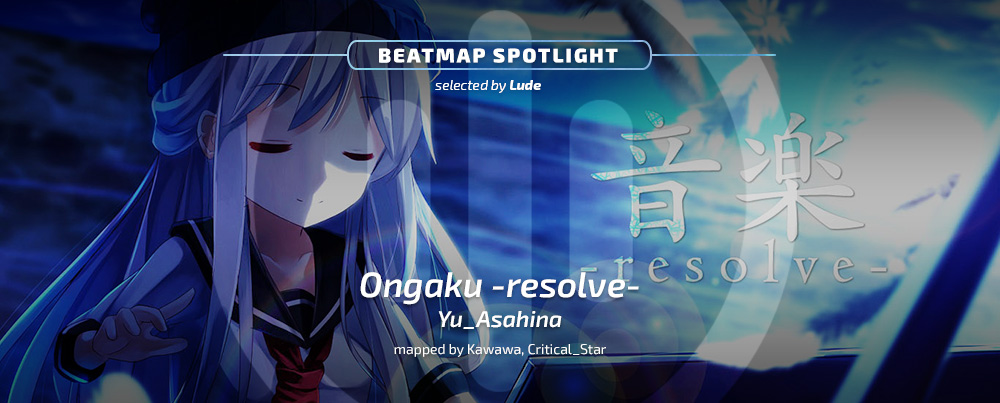 BEATMAP SPOTLIGHT
selected by Lude
音楽
-resolve-
Ongaku -resolve-
Yu_Asahina
mapped by Kawawa, Critical_Star